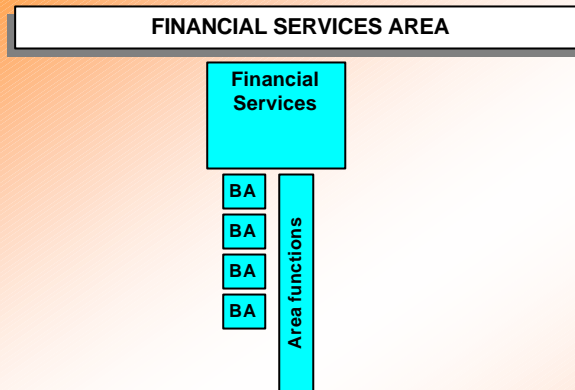 FINANCIAL SERVICES AREA
Financial
Services
BA
BA
BA
BA
Area functions